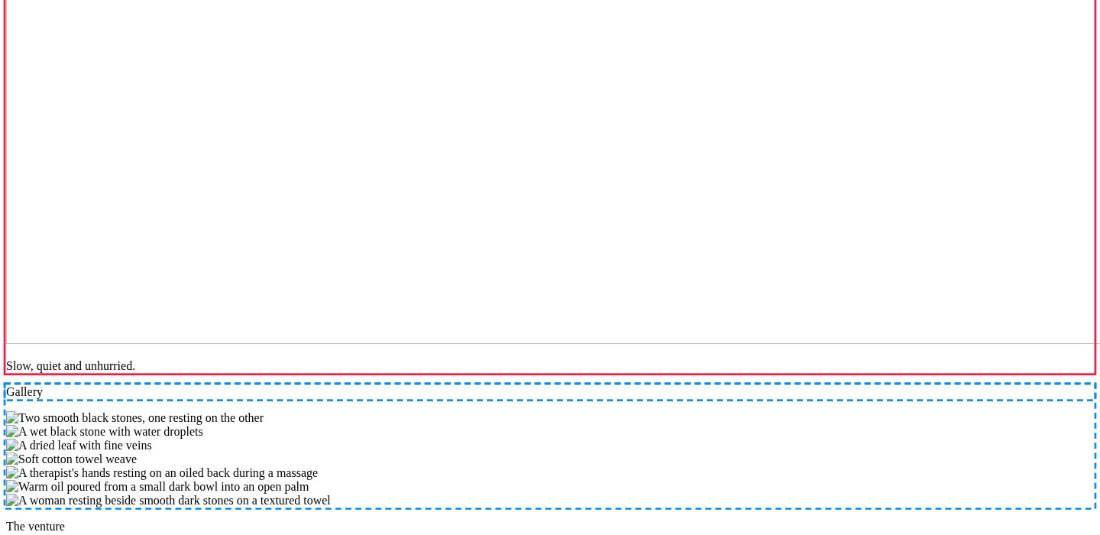 Slow, quiet and unhurried.
Gallery
Two smooth black stones, one resting on the other
A wet black stone with water droplets
A dried leaf with fine veins
Soft cotton towel weave
A therapist's hands resting on an oiled back during a massage
Warm oil poured from a small dark bowl into an open palm
A woman resting beside smooth dark stones on a textured towel
The venture